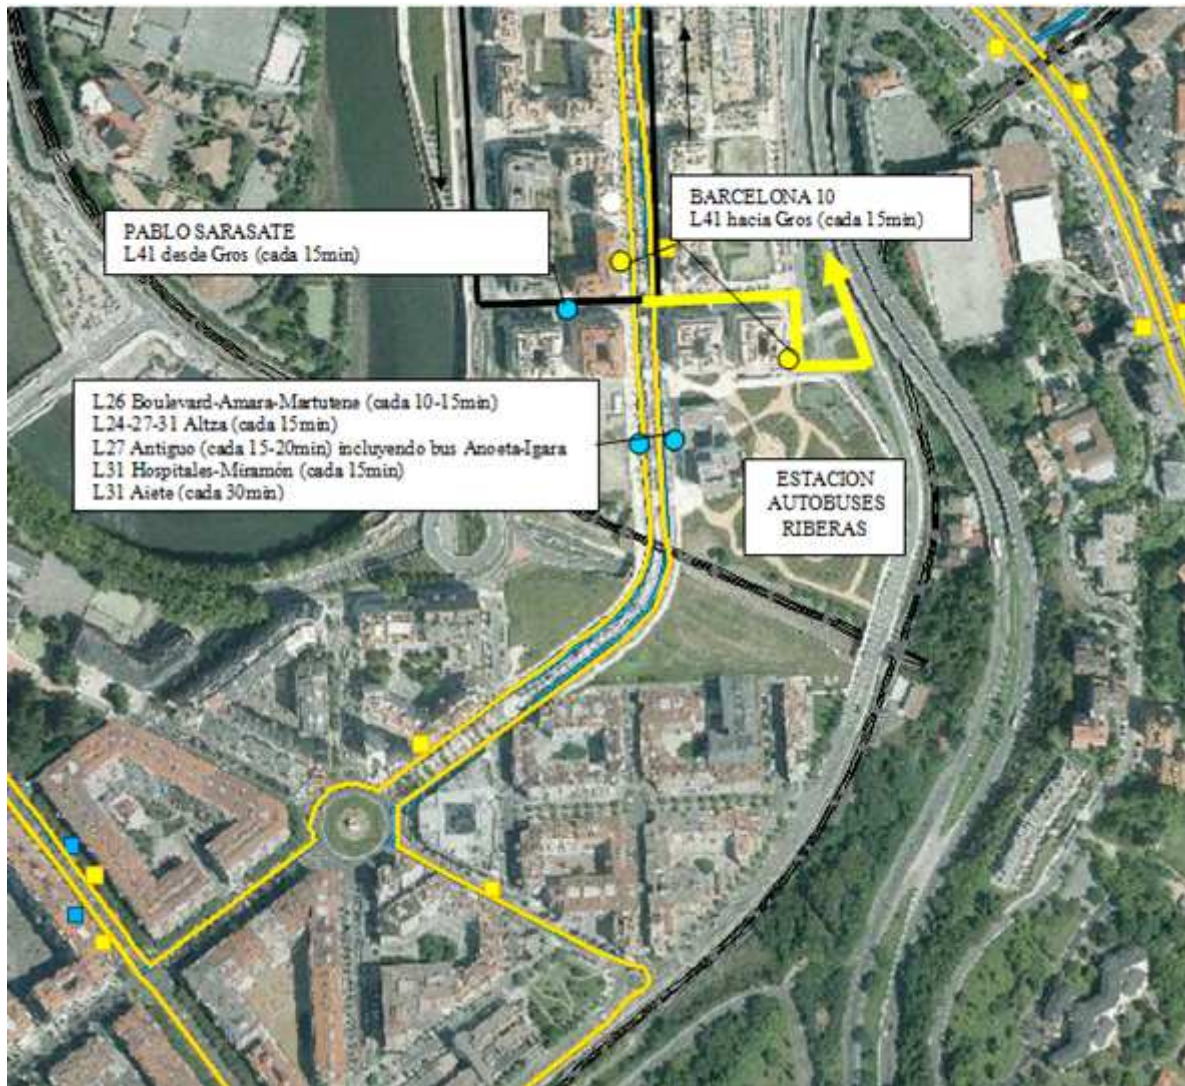 PABLO SARASATE
L41 desde Gros (cada 15min)
BARCELONA 10
L41 hacia Gros (cada 15min)
L26 Boulevard-Amara-Martutene (cada 10-15min)
L24-27-31 Altza (cada 15min)
L27 Antiguo (cada 15-20min) incluyendo bus Anoeta-Igara
L31 Hospitales-Miramón (cada 15min)
L31 Aiete (cada 30min)
ESTACION
AUTOBUSES
RIBERAS